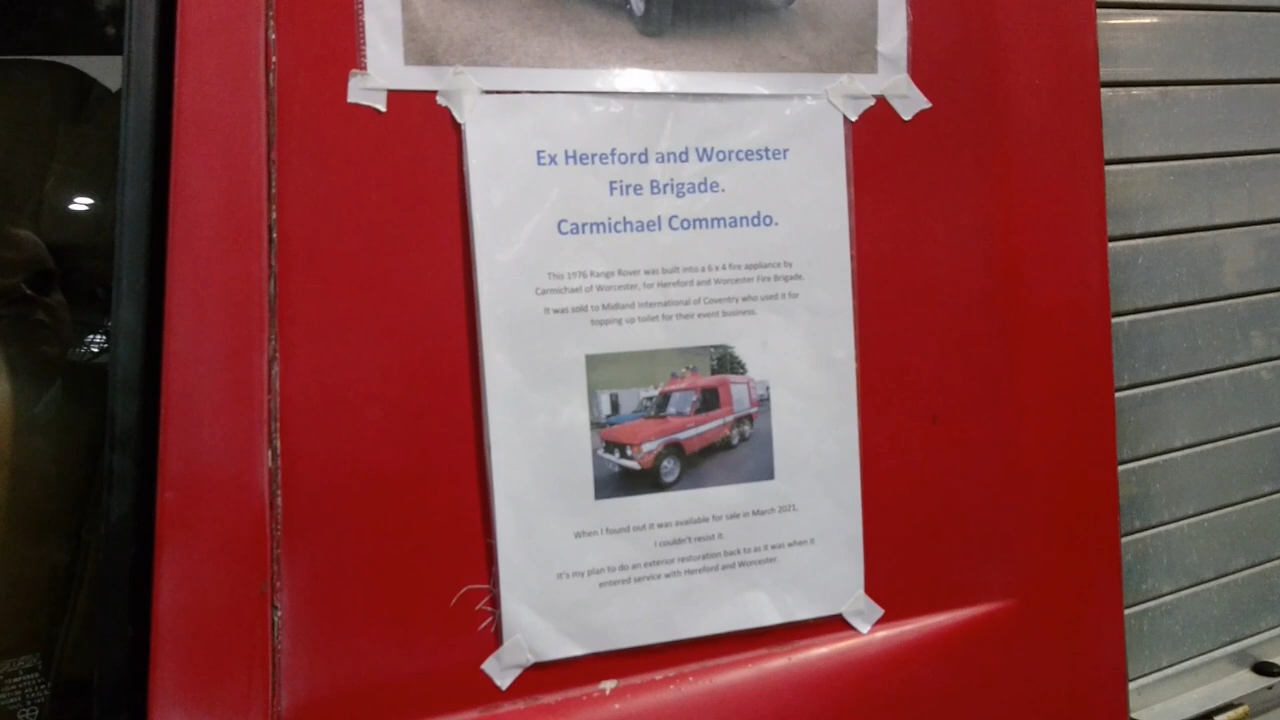 Ex Hereford and Worcester
Fire Brigade.
Carmichael Commando.
This 1976 Range Rover was built into a 6 x 4 fire appliance by
Carmichael of Worcester, for Hereford and Worcester Fire Brigade.
It was sold to Midland International of Coventry who used it for
topping up toilet for their event business.
When I found out it was available for sale in March 2021,
I couldn't resist it.
It's my plan to do an exterior restoration back to as it was when it
entered service with Hereford and Worcester.
TEMPERED